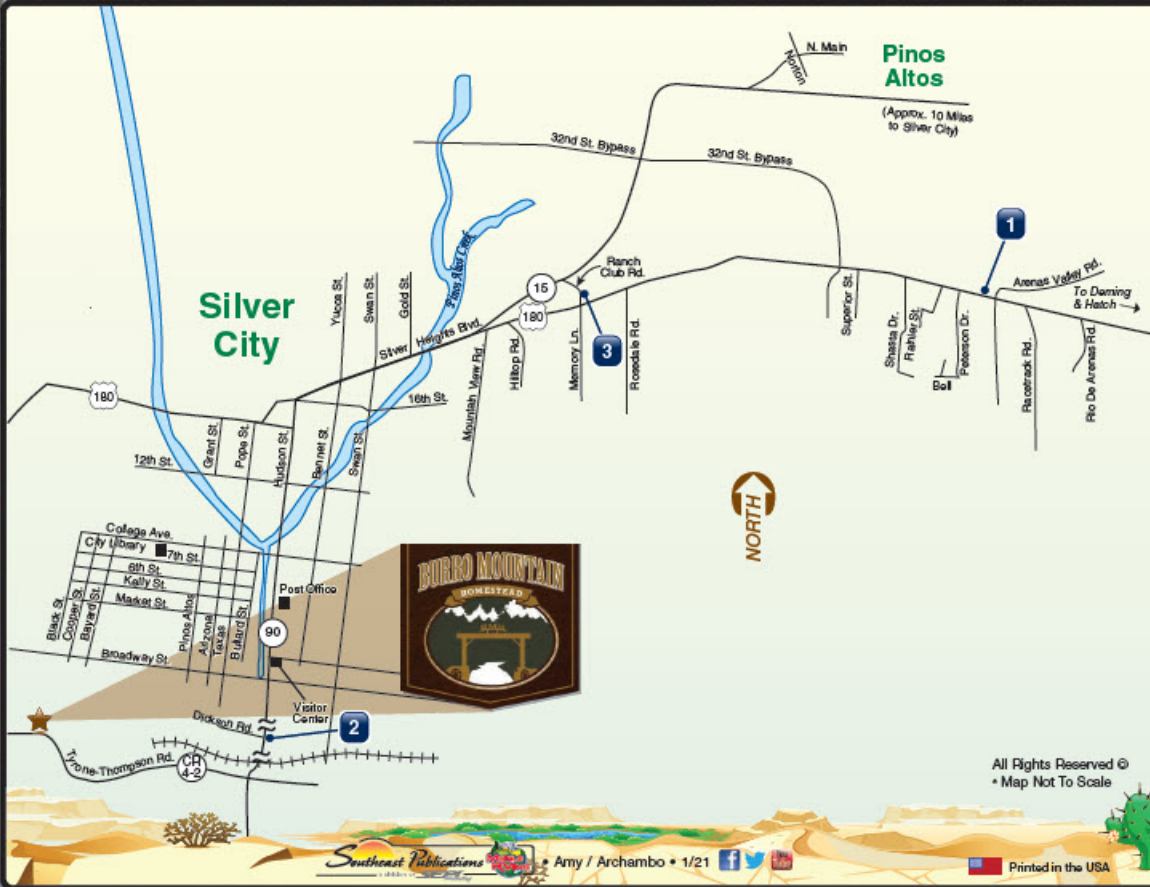 N. Main
Norton
Pinos
Altos
(Approx. 10 Miles
to Silver City)
32nd St. Bypass
32nd St. Bypass
1
Ranch
Club Rd.
Arenas Valley Rd.
To Deming
& Hatch
15
180
3
Silver
City
Yucca St.
Swan St.
Gold St.
Pinos Altos Creek
Silver Heights Blvd.
Mountain View Rd.
Hilltop Rd.
Memory Ln.
Rosedale Rd.
Superior St.
Shasta Dr.
Rahler St.
Bell
Peterson Dr.
Racetrack Rd.
Rio De Arenas Rd.
180
16th St.
Grant St.
Pope St.
Hudson St.
Bennet St.
Swan St.
12th St.
NORTH
College Ave.
City Library
7th St.
6th St.
Kelly St.
Market St.
Black St.
Cooper St.
Bayard St.
Pinos Altos
Arizona
Texas
Bullard St.
Broadway St.
Post Office
90
Visitor
Center
BURRO MOUNTAIN
HOMESTEAD
Dickson Rd.
2
Tyrone-Thompson Rd.
CR
4-2
All Rights Reserved ©
• Map Not To Scale
Southeast Publications
• Amy / Archambo • 1/21
Printed in the USA